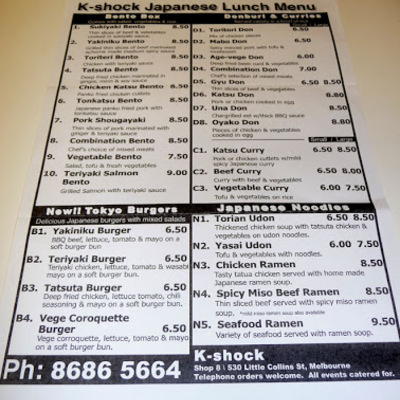 K-shock Japanese Lunch Menu
Bento Box
1. Sukiyaki Bento 8.50
Thin slices of beef & vegetables
cooked in sukiyaki sauce
2. Yakiniku Bento 8.50
Grilled thin slices of beef marinated
3. Toriteri Bento 8.50
Chicken pieces in teriyaki sauce
4. Tatsuta Bento 8.50
Deep fried chicken marinated in
ginger, mirin & soy sauce
5. Chicken Katsu Bento 8.50
Panko fried chicken cutlets
6. Tonkatsu Bento 8.50
Japanese panko fried pork with
tonkatsu sauce
7. Pork Shougayaki 8.50
Thin slices of pork marinated with
ginger & teriyaki sauce
8. Combination Bento 8.50
Chef's choice of mixed meats
9. Vegetable Bento 7.50
Salad, tofu & fresh vegetables
10. Teriyaki Salmon Bento 9.00
Grilled Salmon with teriyaki sauce
Donburi & Curries
D1. Toriteri Don
Mix of chicken sauce
D2. Mabo Don 6.50
Spicy minced pork with tofu &
D3. Age-vege Don 6.00
Deep fried bean curd & vegetables
D4. Combination Don 7.00
Chef's selection of mixed meats
D5. Gyu Don 6.50 8.50
Thin slices of beef & vegetables
D6. Katsu Don 8.50
Pork or chicken cooked in egg
D7. Una Don 8.50
Chargrilled eel w/thick BBQ sauce
D8. Oyako Don 8.50
Pieces of chicken & vegetables
cooked in egg
Small / Large
C1. Katsu Curry 6.50 8.50
Pork or chicken cutlets w/mild
spicy Japanese curry
C2. Beef Curry 6.50 8.50
Curry with beef & vegetables
C3. Vegetable Curry 6.50 7.50
Curry with tofu & vegetables
New!! Tokyo Burgers
Delicious Japanese burgers with mixed salads
B1. Yakiniku Burger 6.50
BBQ beef, lettuce, tomato & mayo on
a soft burger bun
B2. Teriyaki Burger 6.50
Teriyaki chicken, lettuce, tomato & wasabi
mayo on a soft burger bun.
B3. Tatsuta Burger 6.50
Deep fried chicken, lettuce, tomato, chili
seasoning & mayo on a soft burger bun.
B4. Vege Coroquette
Burger 6.50
Vege corroquette, lettuce, tomato &
mayo on a soft burger bun.
Japanese Noodles
N1. Torian Udon 6.50 8.50
Thickened chicken soup with tatsuta chicken &
vegetables on udon noodles.
N2. Yasai Udon 6.00 7.50
Tofu & vegetables with noodles.
N3. Chicken Ramen 8.50
Tasty tatsua chicken served with home made
Japanese ramen soup.
N4. Spicy Miso Beef Ramen 8.50
Thin sliced beef served with spicy miso ramen
soup.
N5. Seafood Ramen 9.50
Variety of seafood served with ramen soup.
Ph: 8686 5664
K-shock
Shop 8 \ 530 Little Collins St, Melbourne
Telephone orders welcome. All events catered for.